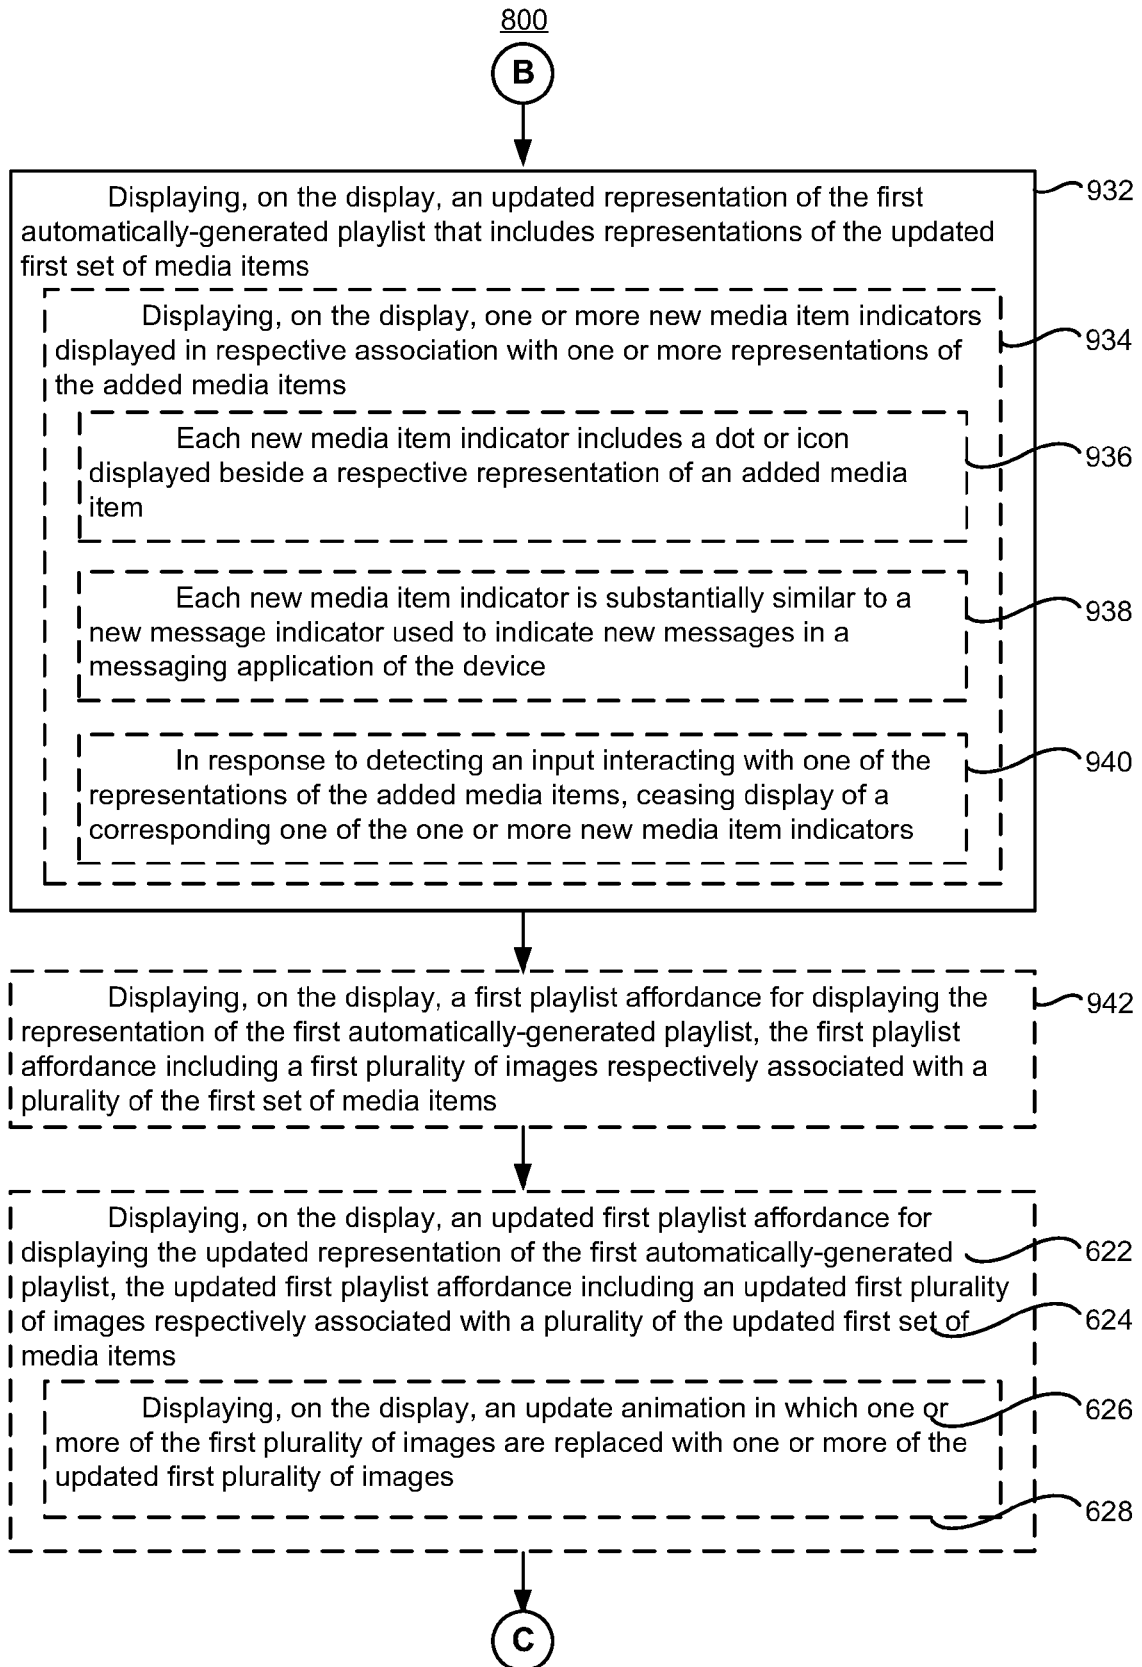 800
B
Displaying, on the display, an updated representation of the first
automatically-generated playlist that includes representations of the updated
first set of media items
932
Displaying, on the display, one or more new media item indicators
displayed in respective association with one or more representations of
the added media items
934
Each new media item indicator includes a dot or icon
displayed beside a respective representation of an added media
item
936
Each new media item indicator is substantially similar to a
new message indicator used to indicate new messages in a
messaging application of the device
938
In response to detecting an input interacting with one of the
representations of the added media items, ceasing display of a
corresponding one of the one or more new media item indicators
940
Displaying, on the display, a first playlist affordance for displaying the
representation of the first automatically-generated playlist, the first playlist
affordance including a first plurality of images respectively associated with a
plurality of the first set of media items
942
Displaying, on the display, an updated first playlist affordance for
displaying the updated representation of the first automatically-generated
playlist, the updated first playlist affordance including an updated first plurality
of images respectively associated with a plurality of the updated first set of
media items
622
624
Displaying, on the display, an update animation in which one or
more of the first plurality of images are replaced with one or more of the
updated first plurality of images
626
628
C